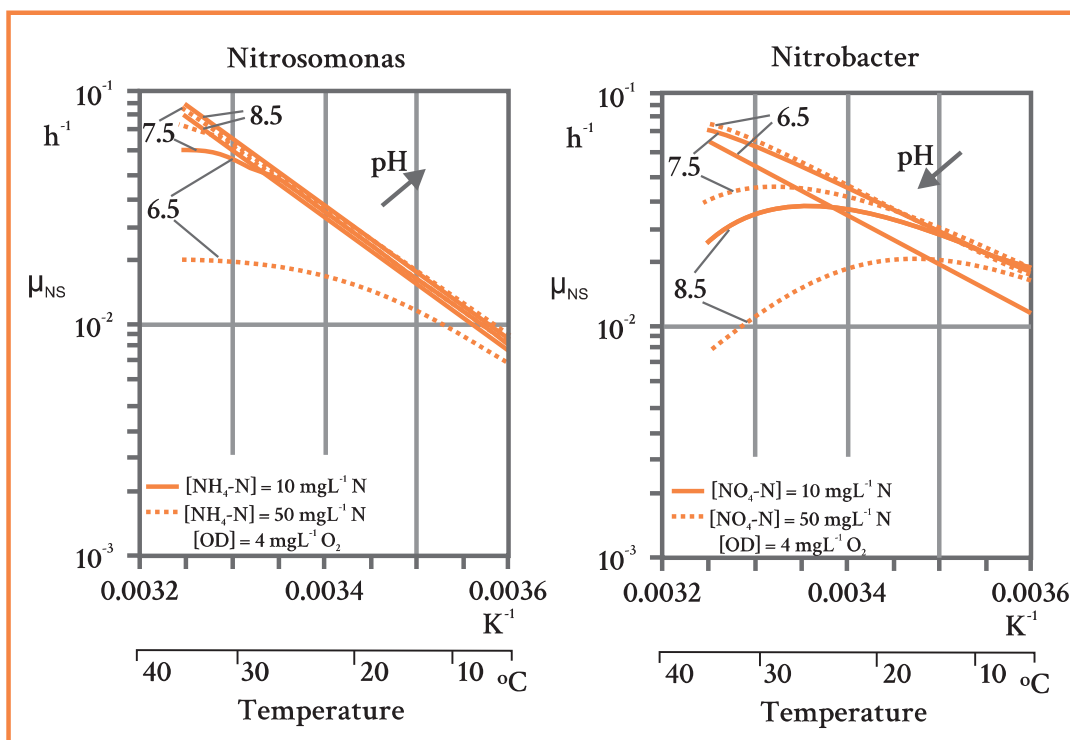 Nitrosomonas
10⁻¹
h⁻¹
8.5
7.5
pH
6.5
μNS
10⁻²
[NH₄-N] = 10 mgL⁻¹ N
[NH₄-N] = 50 mgL⁻¹ N
[OD] = 4 mgL⁻¹ O₂
10⁻³
0.0032 0.0034 0.0036
K⁻¹
40 30 20 10 ºC
Temperature
Nitrobacter
10⁻¹
h⁻¹
6.5
7.5
pH
8.5
μNS
10⁻²
[NO₄-N] = 10 mgL⁻¹ N
[NO₄-N] = 50 mgL⁻¹ N
[OD] = 4 mgL⁻¹ O₂
10⁻³
0.0032 0.0034 0.0036
K⁻¹
40 30 20 10 ºC
Temperature